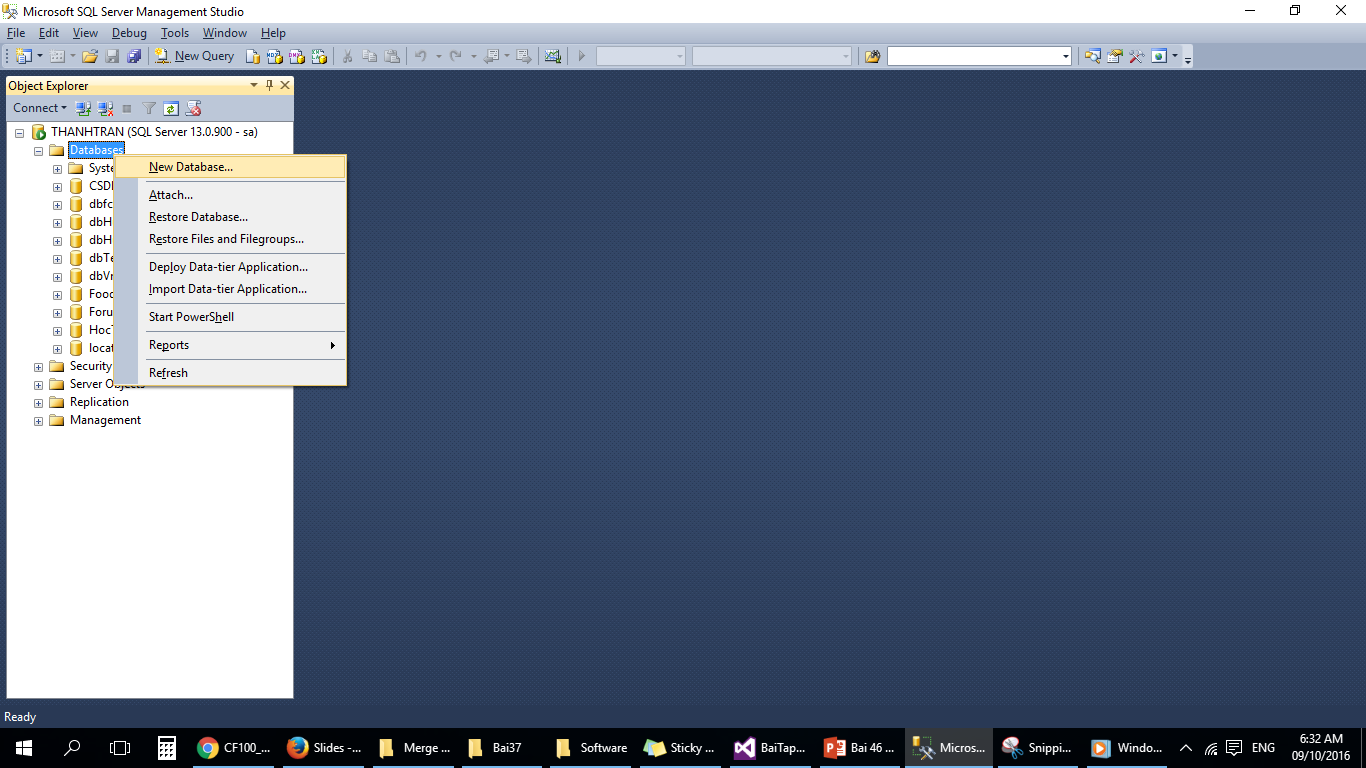 Microsoft SQL Server Management Studio
File Edit View Debug Tools Window Help
New Query
Object Explorer
Connect
THANHTRAN (SQL Server 13.0.900 - sa)
Databases
New Database...
Attach...
Restore Database...
Restore Files and Filegroups...
Deploy Data-tier Application...
Import Data-tier Application...
Start PowerShell
Reports
Refresh
Security
Server Objects
Replication
Management
Ready
CF100_... Slides -... Merge ... Bai37 Software Sticky ... BaiTap... Bai 46 ... Micros... Snippi... Windo... ENG
6:32 AM
09/10/2016